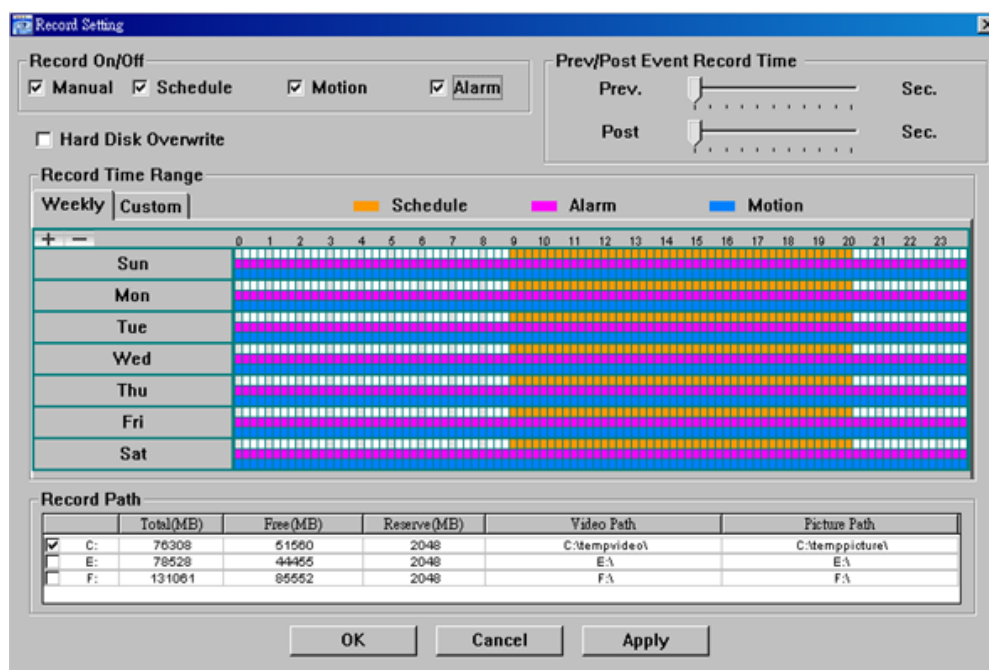 Record Setting
Record On/Off
Manual Schedule Motion Alarm
Prev/Post Event Record Time
Prev. Sec.
Post Sec.
Hard Disk Overwrite
Record Time Range
Weekly Custom
Schedule Alarm Motion
+ − 0 1 2 3 4 5 6 7 8 9 10 11 12 13 14 15 16 17 18 19 20 21 22 23
Sun
Mon
Tue
Wed
Thu
Fri
Sat
Record Path
Total(MB) Free(MB) Reserve(MB) Video Path Picture Path
C: 76308 51560 2048 C:\tempvideo\ C:\temppicture\
E: 78528 44455 2048 E:\ E:\
F: 131061 85552 2048 F:\ F:\
OK Cancel Apply